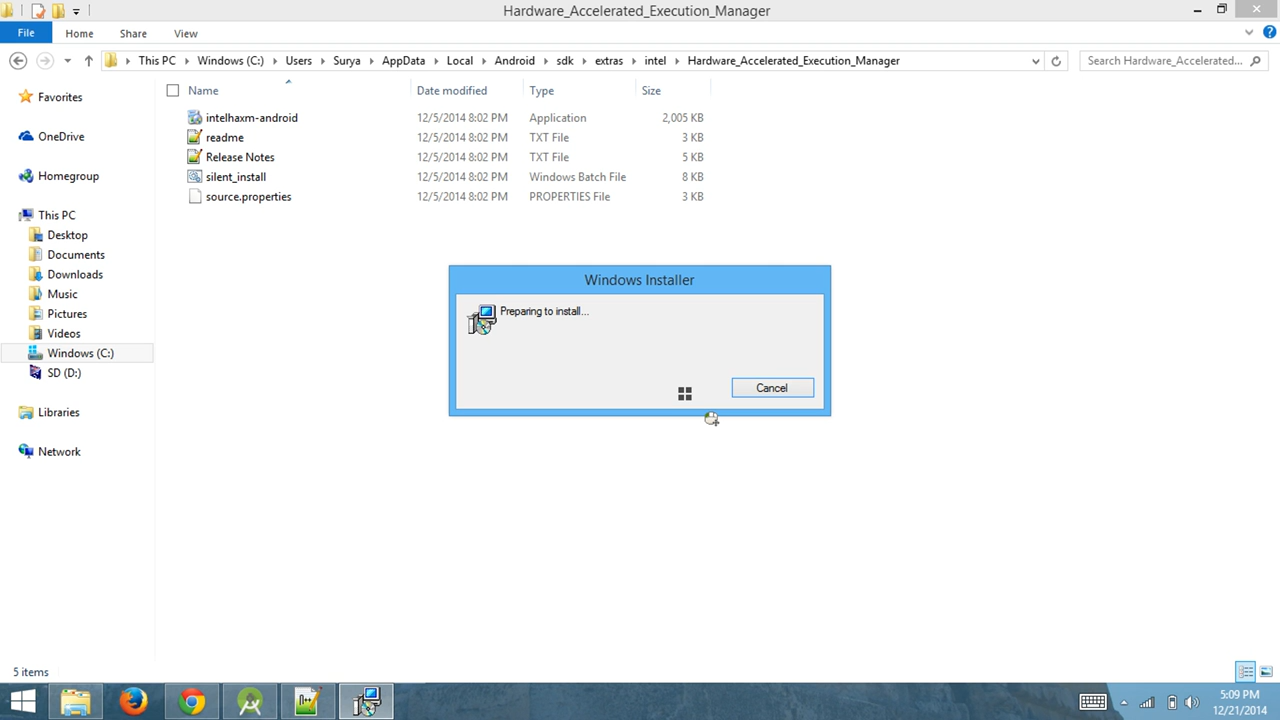 Hardware_Accelerated_Execution_Manager
File Home Share View
This PC Windows (C:) Users Surya AppData Local Android sdk extras intel Hardware_Accelerated_Execution_Manager Search Hardware_Accelerated...
Name Date modified Type Size
intelhaxm-android 12/5/2014 8:02 PM Application 2,005 KB
readme 12/5/2014 8:02 PM TXT File 3 KB
Release Notes 12/5/2014 8:02 PM TXT File 5 KB
silent_install 12/5/2014 8:02 PM Windows Batch File 8 KB
source.properties 12/5/2014 8:02 PM PROPERTIES File 3 KB
Favorites
OneDrive
Homegroup
This PC
Desktop
Documents
Downloads
Music
Pictures
Videos
Windows (C:)
SD (D:)
Libraries
Network
Windows Installer
Preparing to install...
Cancel
5 items
5:09 PM
12/21/2014